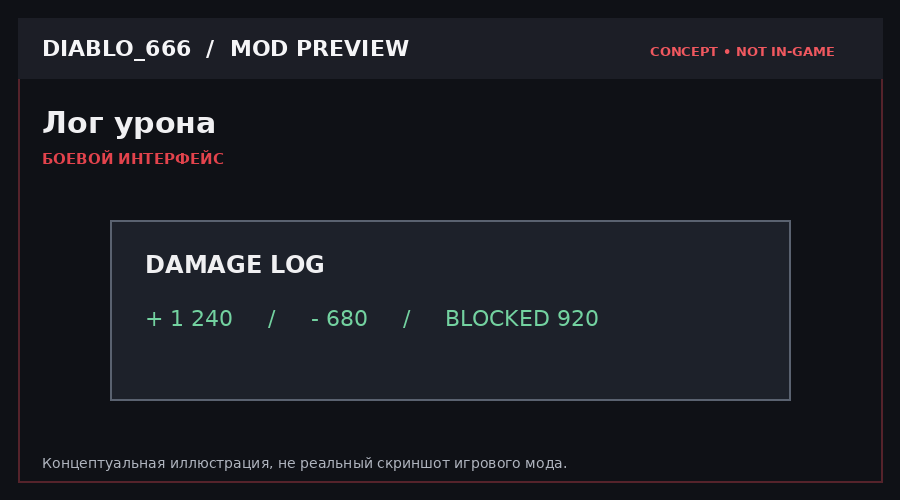 DIABLO_666 / MOD PREVIEW
CONCEPT • NOT IN-GAME
Лог урона
БОЕВОЙ ИНТЕРФЕЙС
DAMAGE LOG
+ 1 240 / - 680 / BLOCKED 920
Концептуальная иллюстрация, не реальный скриншот игрового мода.